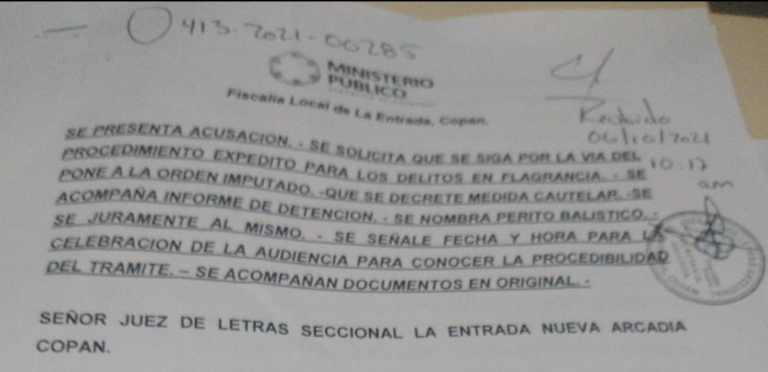 0413-2021-00285
MINISTERIO
PUBLICO
Fiscalia Local de La Entrada, Copan.
Recibido
06/10/2021
10:17
am
SE PRESENTA ACUSACION. - SE SOLICITA QUE SE SIGA POR LA VIA DEL
PROCEDIMIENTO EXPEDITO PARA LOS DELITOS EN FLAGRANCIA. - SE
PONE A LA ORDEN IMPUTADO. -QUE SE DECRETE MEDIDA CAUTELAR. -SE
ACOMPAÑA INFORME DE DETENCION. - SE NOMBRA PERITO BALISTICO. -
SE JURAMENTE AL MISMO. - SE SEÑALE FECHA Y HORA PARA LA
CELEBRACION DE LA AUDIENCIA PARA CONOCER LA PROCEDIBILIDAD
DEL TRAMITE. – SE ACOMPAÑAN DOCUMENTOS EN ORIGINAL. -
SEÑOR JUEZ DE LETRAS SECCIONAL LA ENTRADA NUEVA ARCADIA
COPAN.